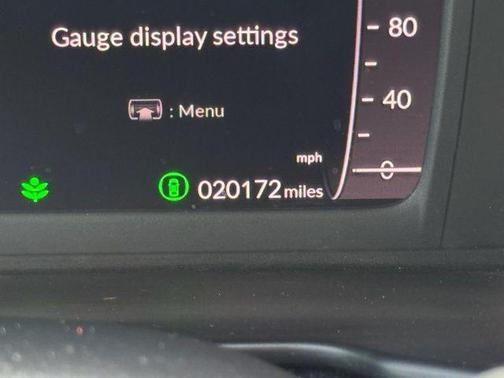 Gauge display settings
80
: Menu
40
mph
0
020172 miles